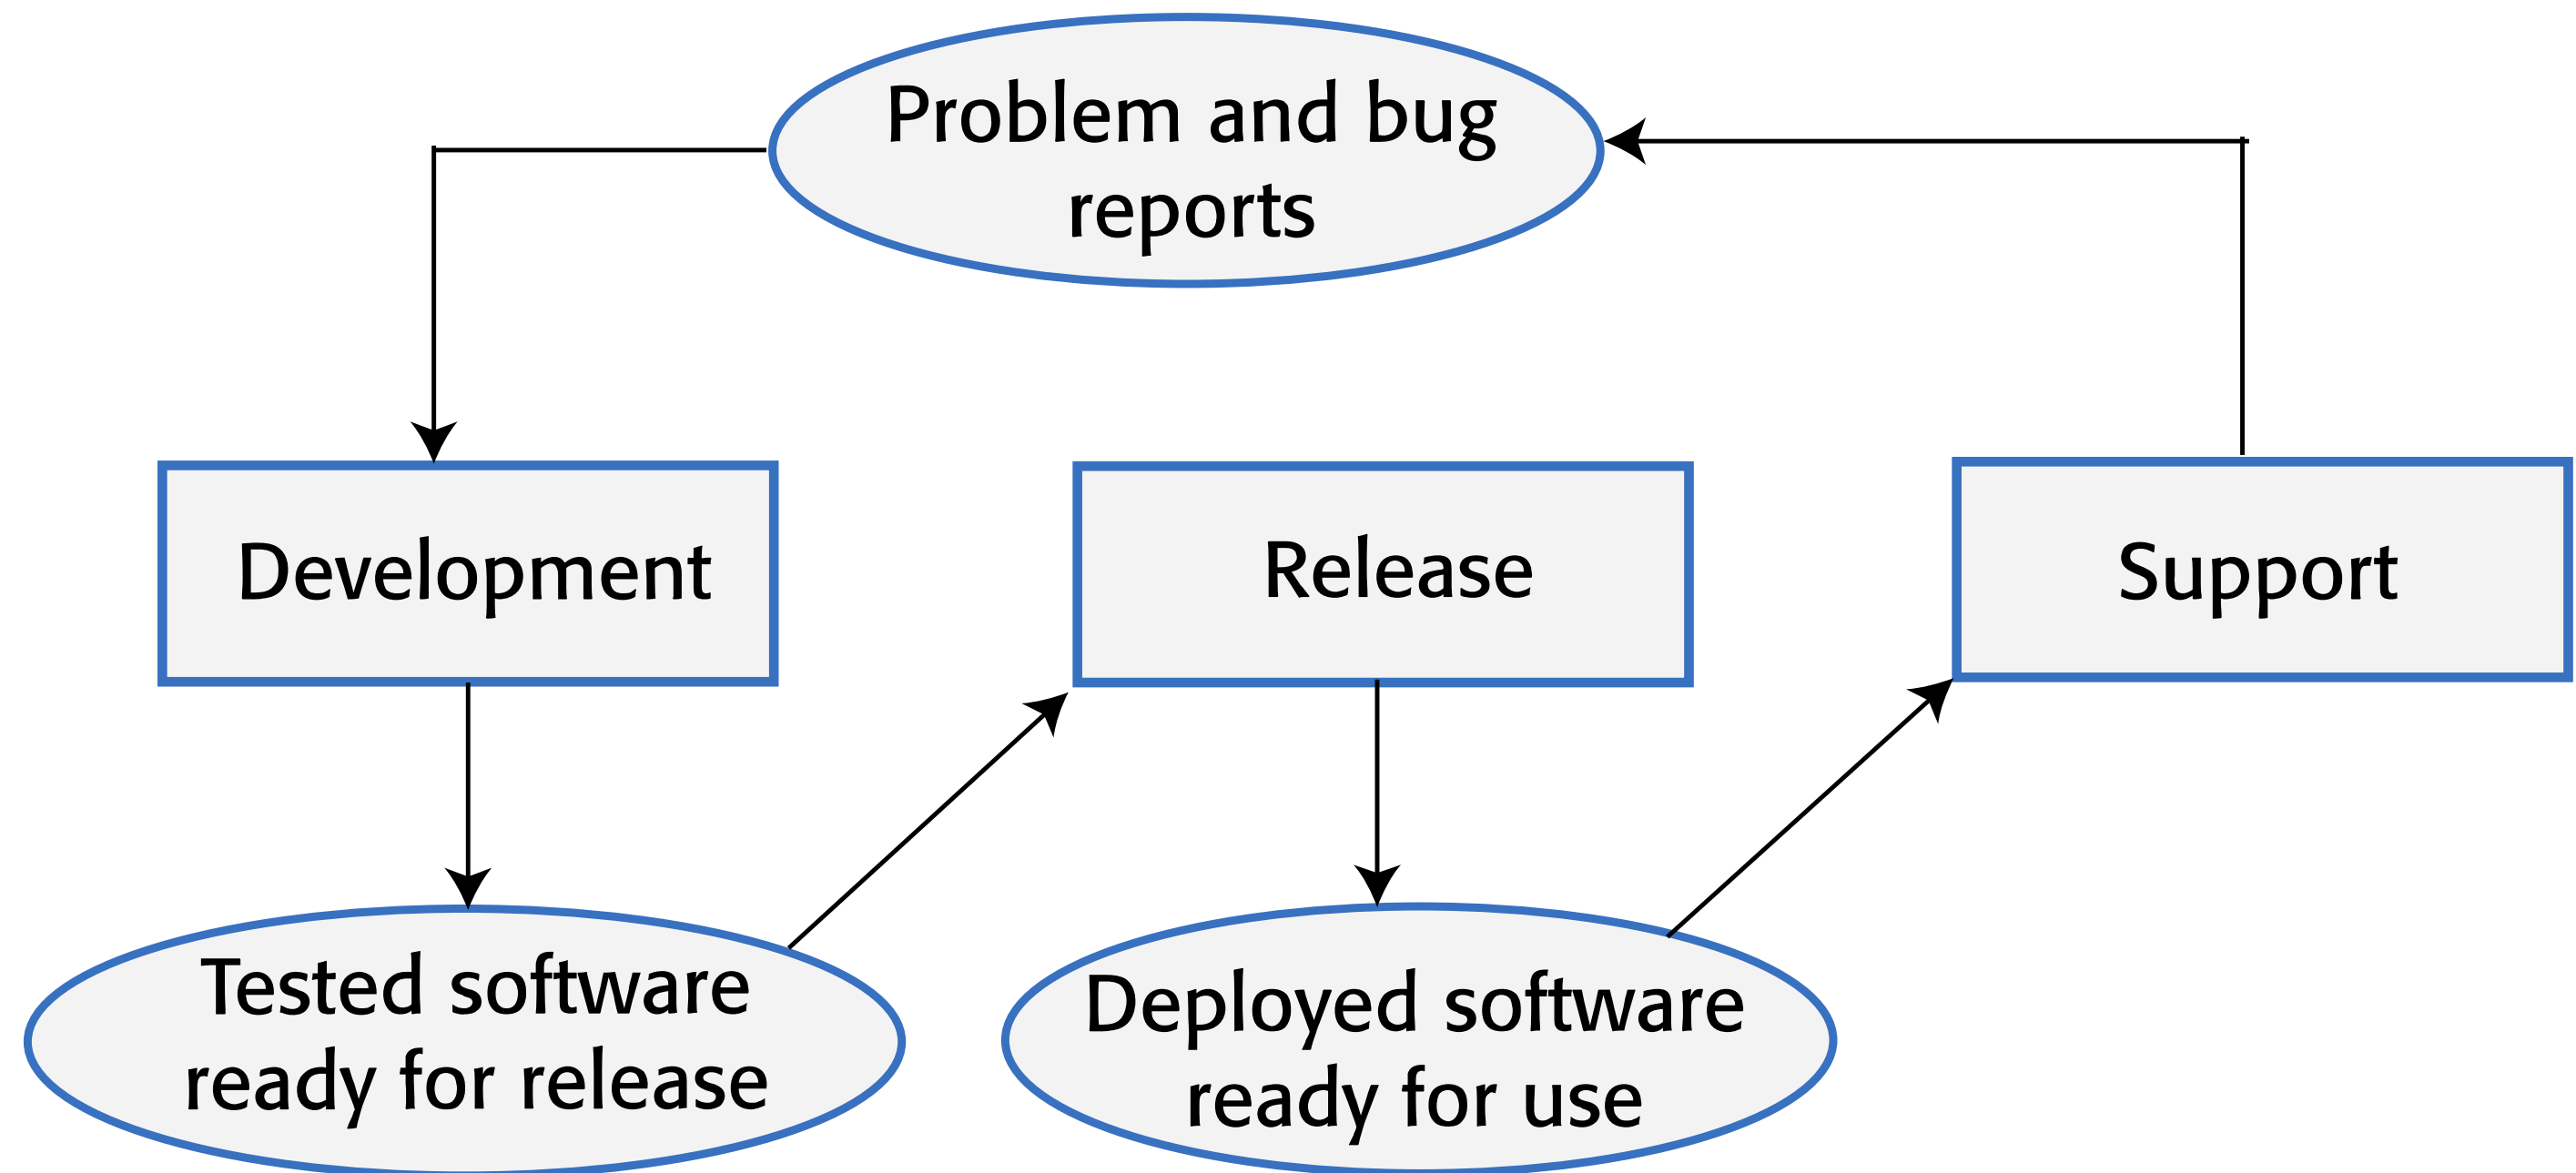 Problem and bug
reports
Development
Release
Support
Tested software
ready for release
Deployed software
ready for use